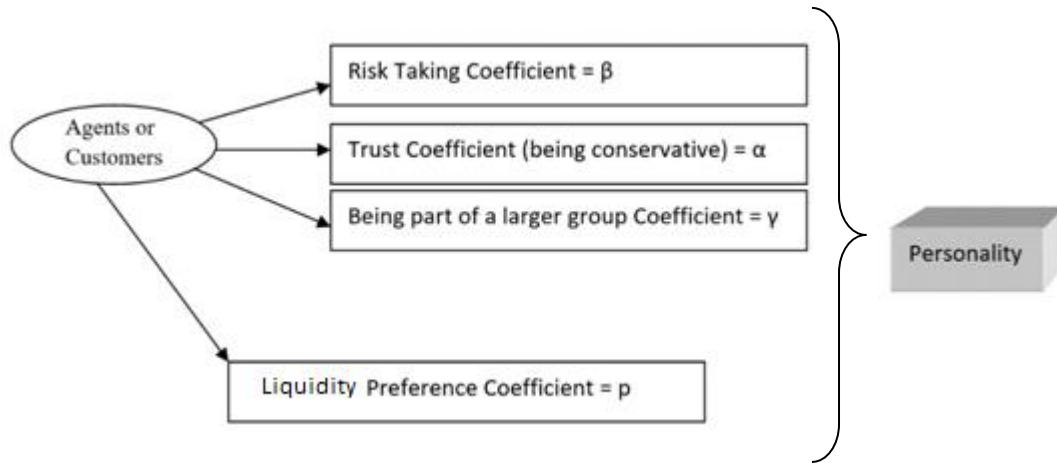 Risk Taking Coefficient = β
Agents or
Customers
Trust Coefficient (being conservative) = α
Being part of a larger group Coefficient = γ
Personality
Liquidity Preference Coefficient = p